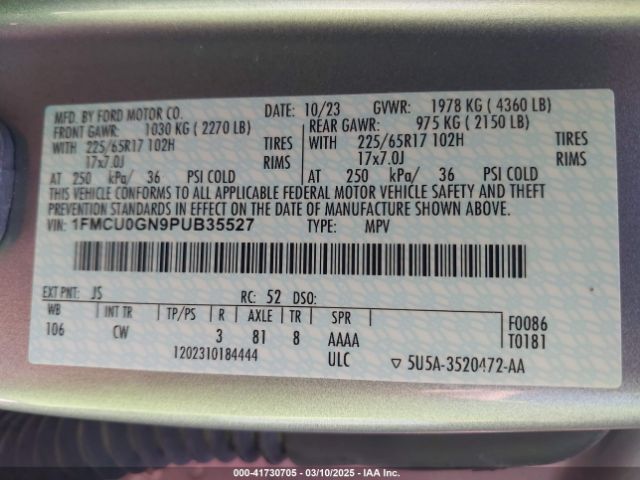 MFD. BY FORD MOTOR CO. DATE: 10/23 GVWR: 1978 KG ( 4360 LB)
FRONT GAWR: 1030 KG ( 2270 LB) REAR GAWR: 975 KG ( 2150 LB)
WITH 225/65R17 102H TIRES WITH 225/65R17 102H TIRES
17x7.0J RIMS 17x7.0J RIMS
AT 250 kPa/ 36 PSI COLD AT 250 kPa/ 36 PSI COLD
THIS VEHICLE CONFORMS TO ALL APPLICABLE FEDERAL MOTOR VEHICLE SAFETY AND THEFT
PREVENTION STANDARDS IN EFFECT ON THE DATE OF MANUFACTURE SHOWN ABOVE.
VIN: 1FMCU0GN9PUB35527 TYPE: MPV
EXT PNT: JS RC: 52 DSO:
WB INT TR TP/PS R AXLE TR SPR
106 CW 3 81 8 AAAA
F0086
T0181
1202310184444 ULC ▽ 5U5A-3520472-AA
000-41730705 — 03/10/2025 — IAA Inc.